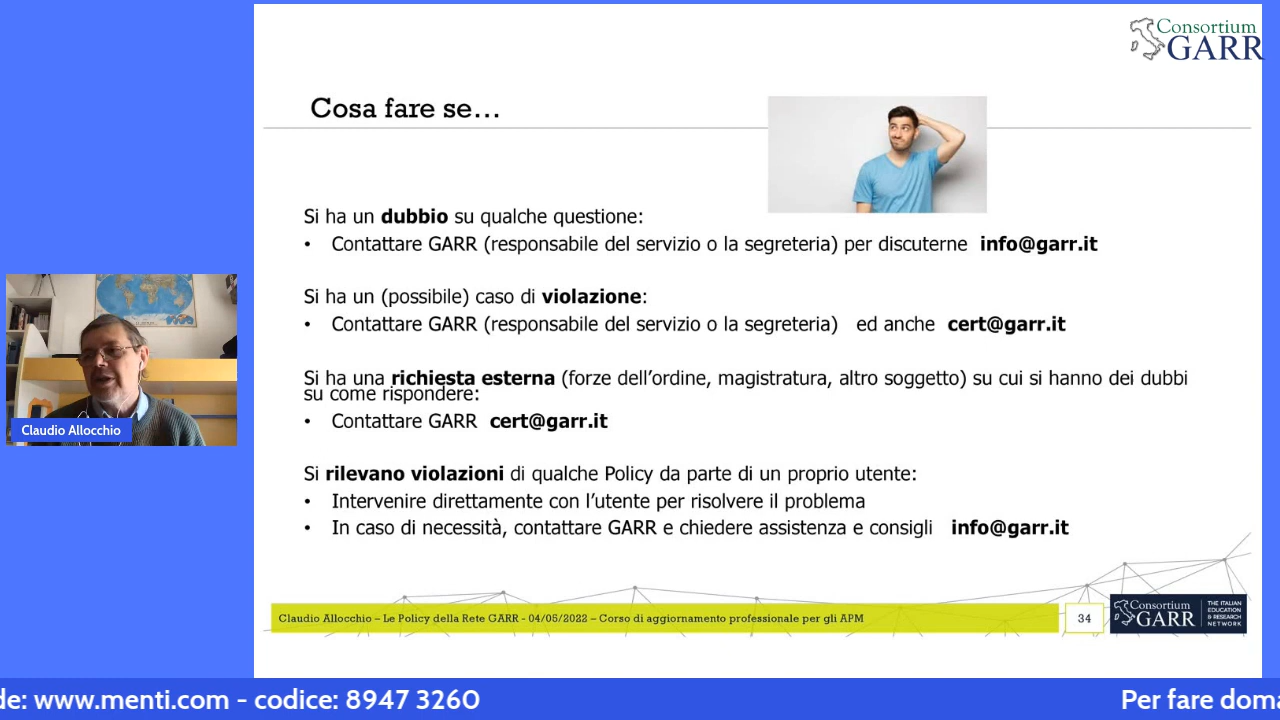 Consortium
GARR
Cosa fare se...
Si ha un dubbio su qualche questione:
• Contattare GARR (responsabile del servizio o la segreteria) per discuterne info@garr.it
Si ha un (possibile) caso di violazione:
• Contattare GARR (responsabile del servizio o la segreteria) ed anche cert@garr.it
Si ha una richiesta esterna (forze dell'ordine, magistratura, altro soggetto) su cui si hanno dei dubbi
su come rispondere:
• Contattare GARR cert@garr.it
Si rilevano violazioni di qualche Policy da parte di un proprio utente:
• Intervenire direttamente con l'utente per risolvere il problema
• In caso di necessità, contattare GARR e chiedere assistenza e consigli info@garr.it
Claudio Allocchio
Claudio Allocchio – Le Policy della Rete GARR - 04/05/2022 – Corso di aggiornamento professionale per gli APM
34
Consortium
GARR
THE ITALIAN
EDUCATION
& RESEARCH
NETWORK
de: www.menti.com - codice: 8947 3260
Per fare doma